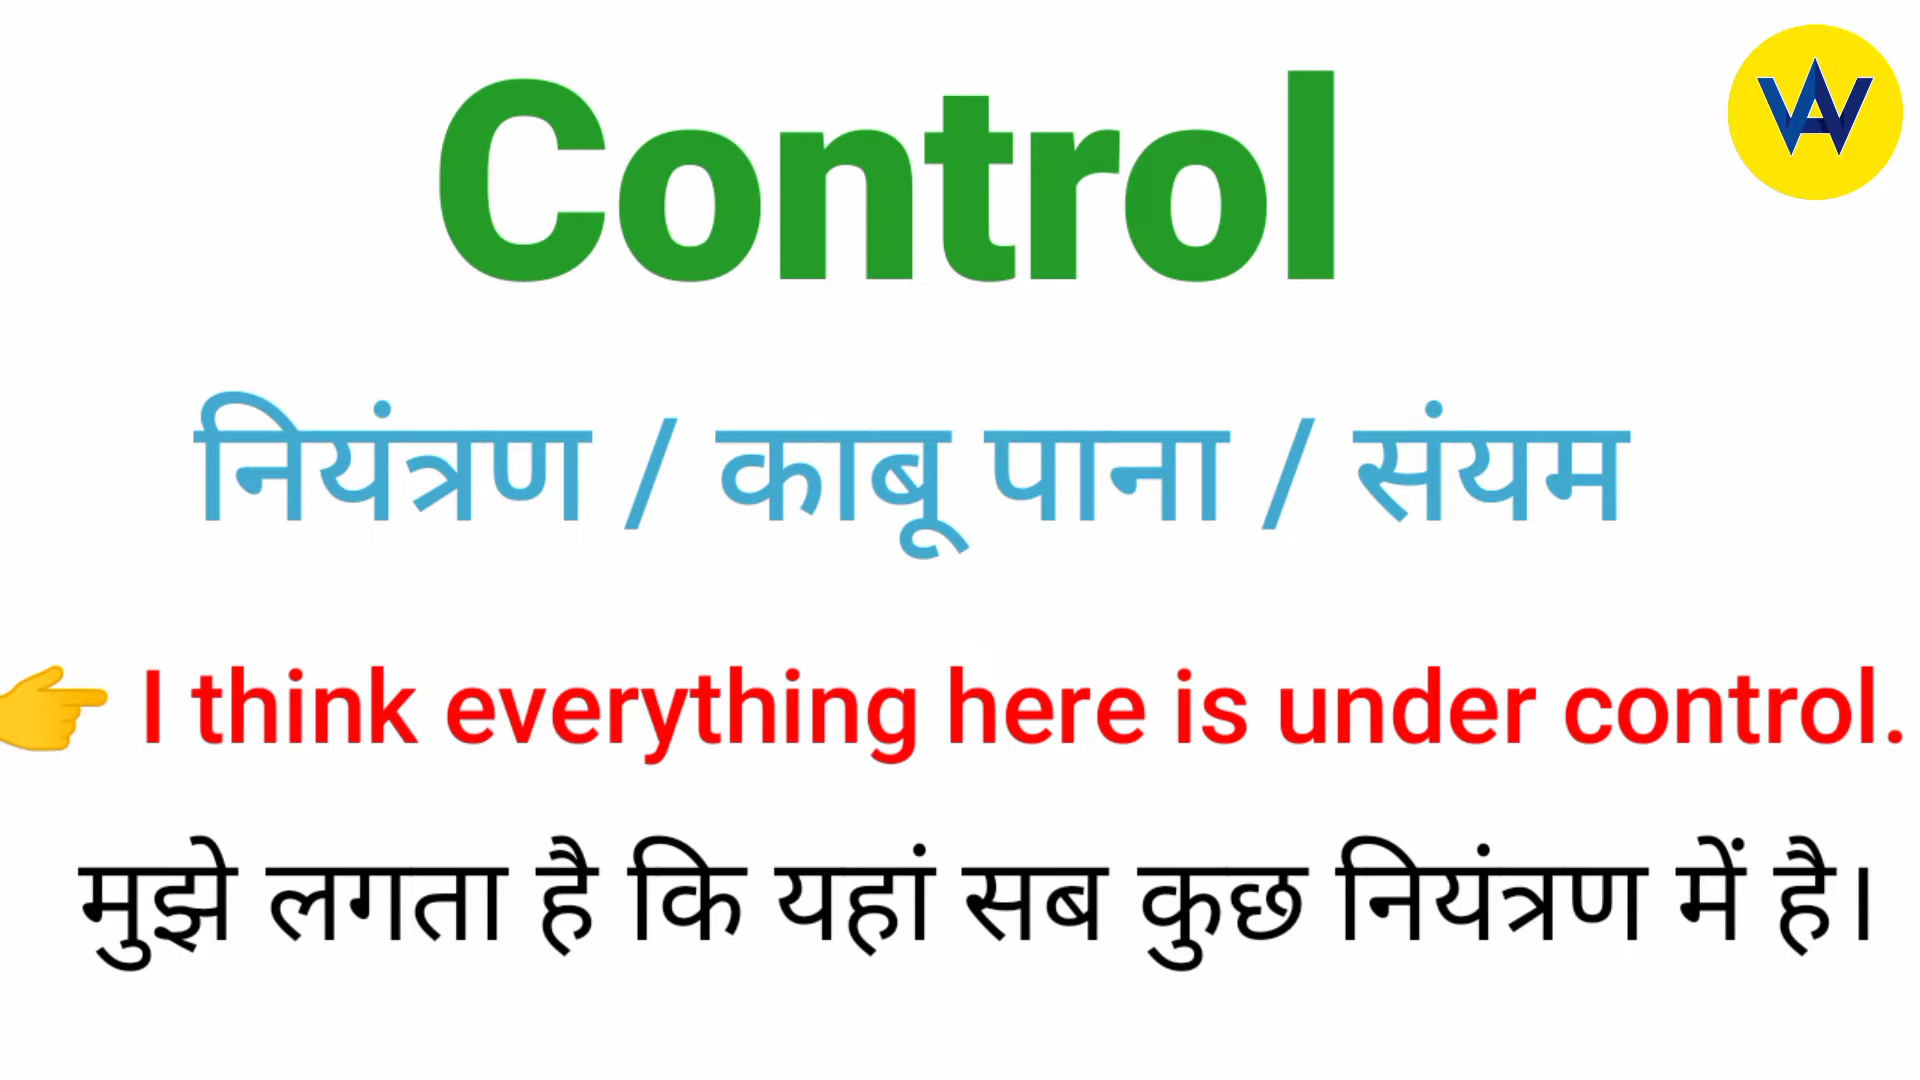 Control
नियंत्रण / काबू पाना / संयम
👉 I think everything here is under control.
मुझे लगता है कि यहां सब कुछ नियंत्रण में है।